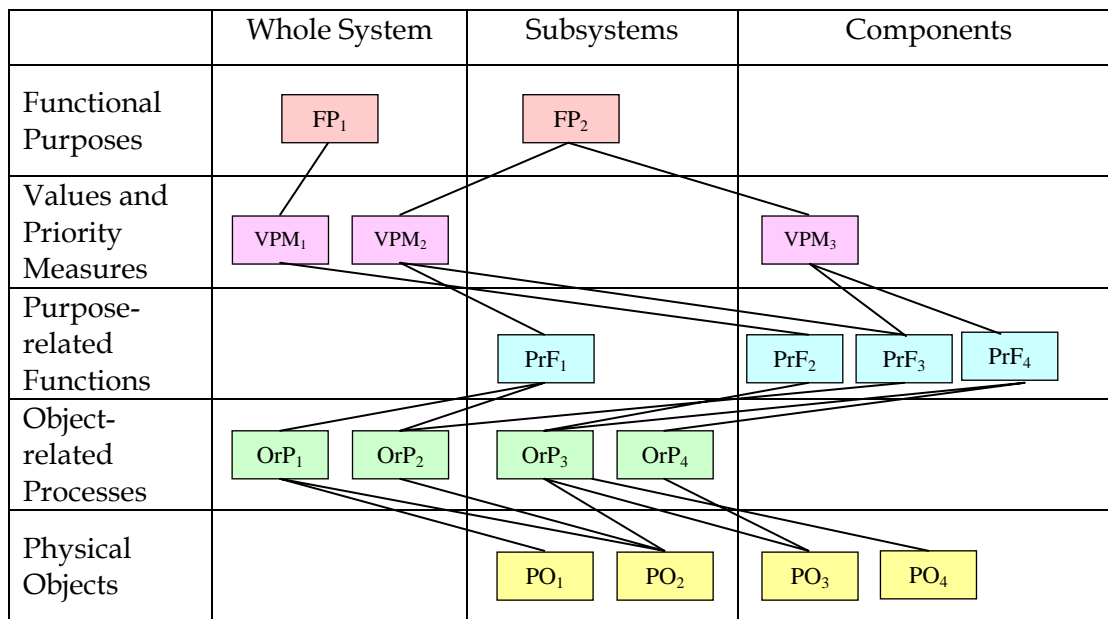 Whole System Subsystems Components
Functional
Purposes
FP₁ FP₂
Values and
Priority
Measures
VPM₁ VPM₂ VPM₃
Purpose-
related
Functions
PrF₁ PrF₂ PrF₃ PrF₄
Object-
related
Processes
OrP₁ OrP₂ OrP₃ OrP₄
Physical
Objects
PO₁ PO₂ PO₃ PO₄